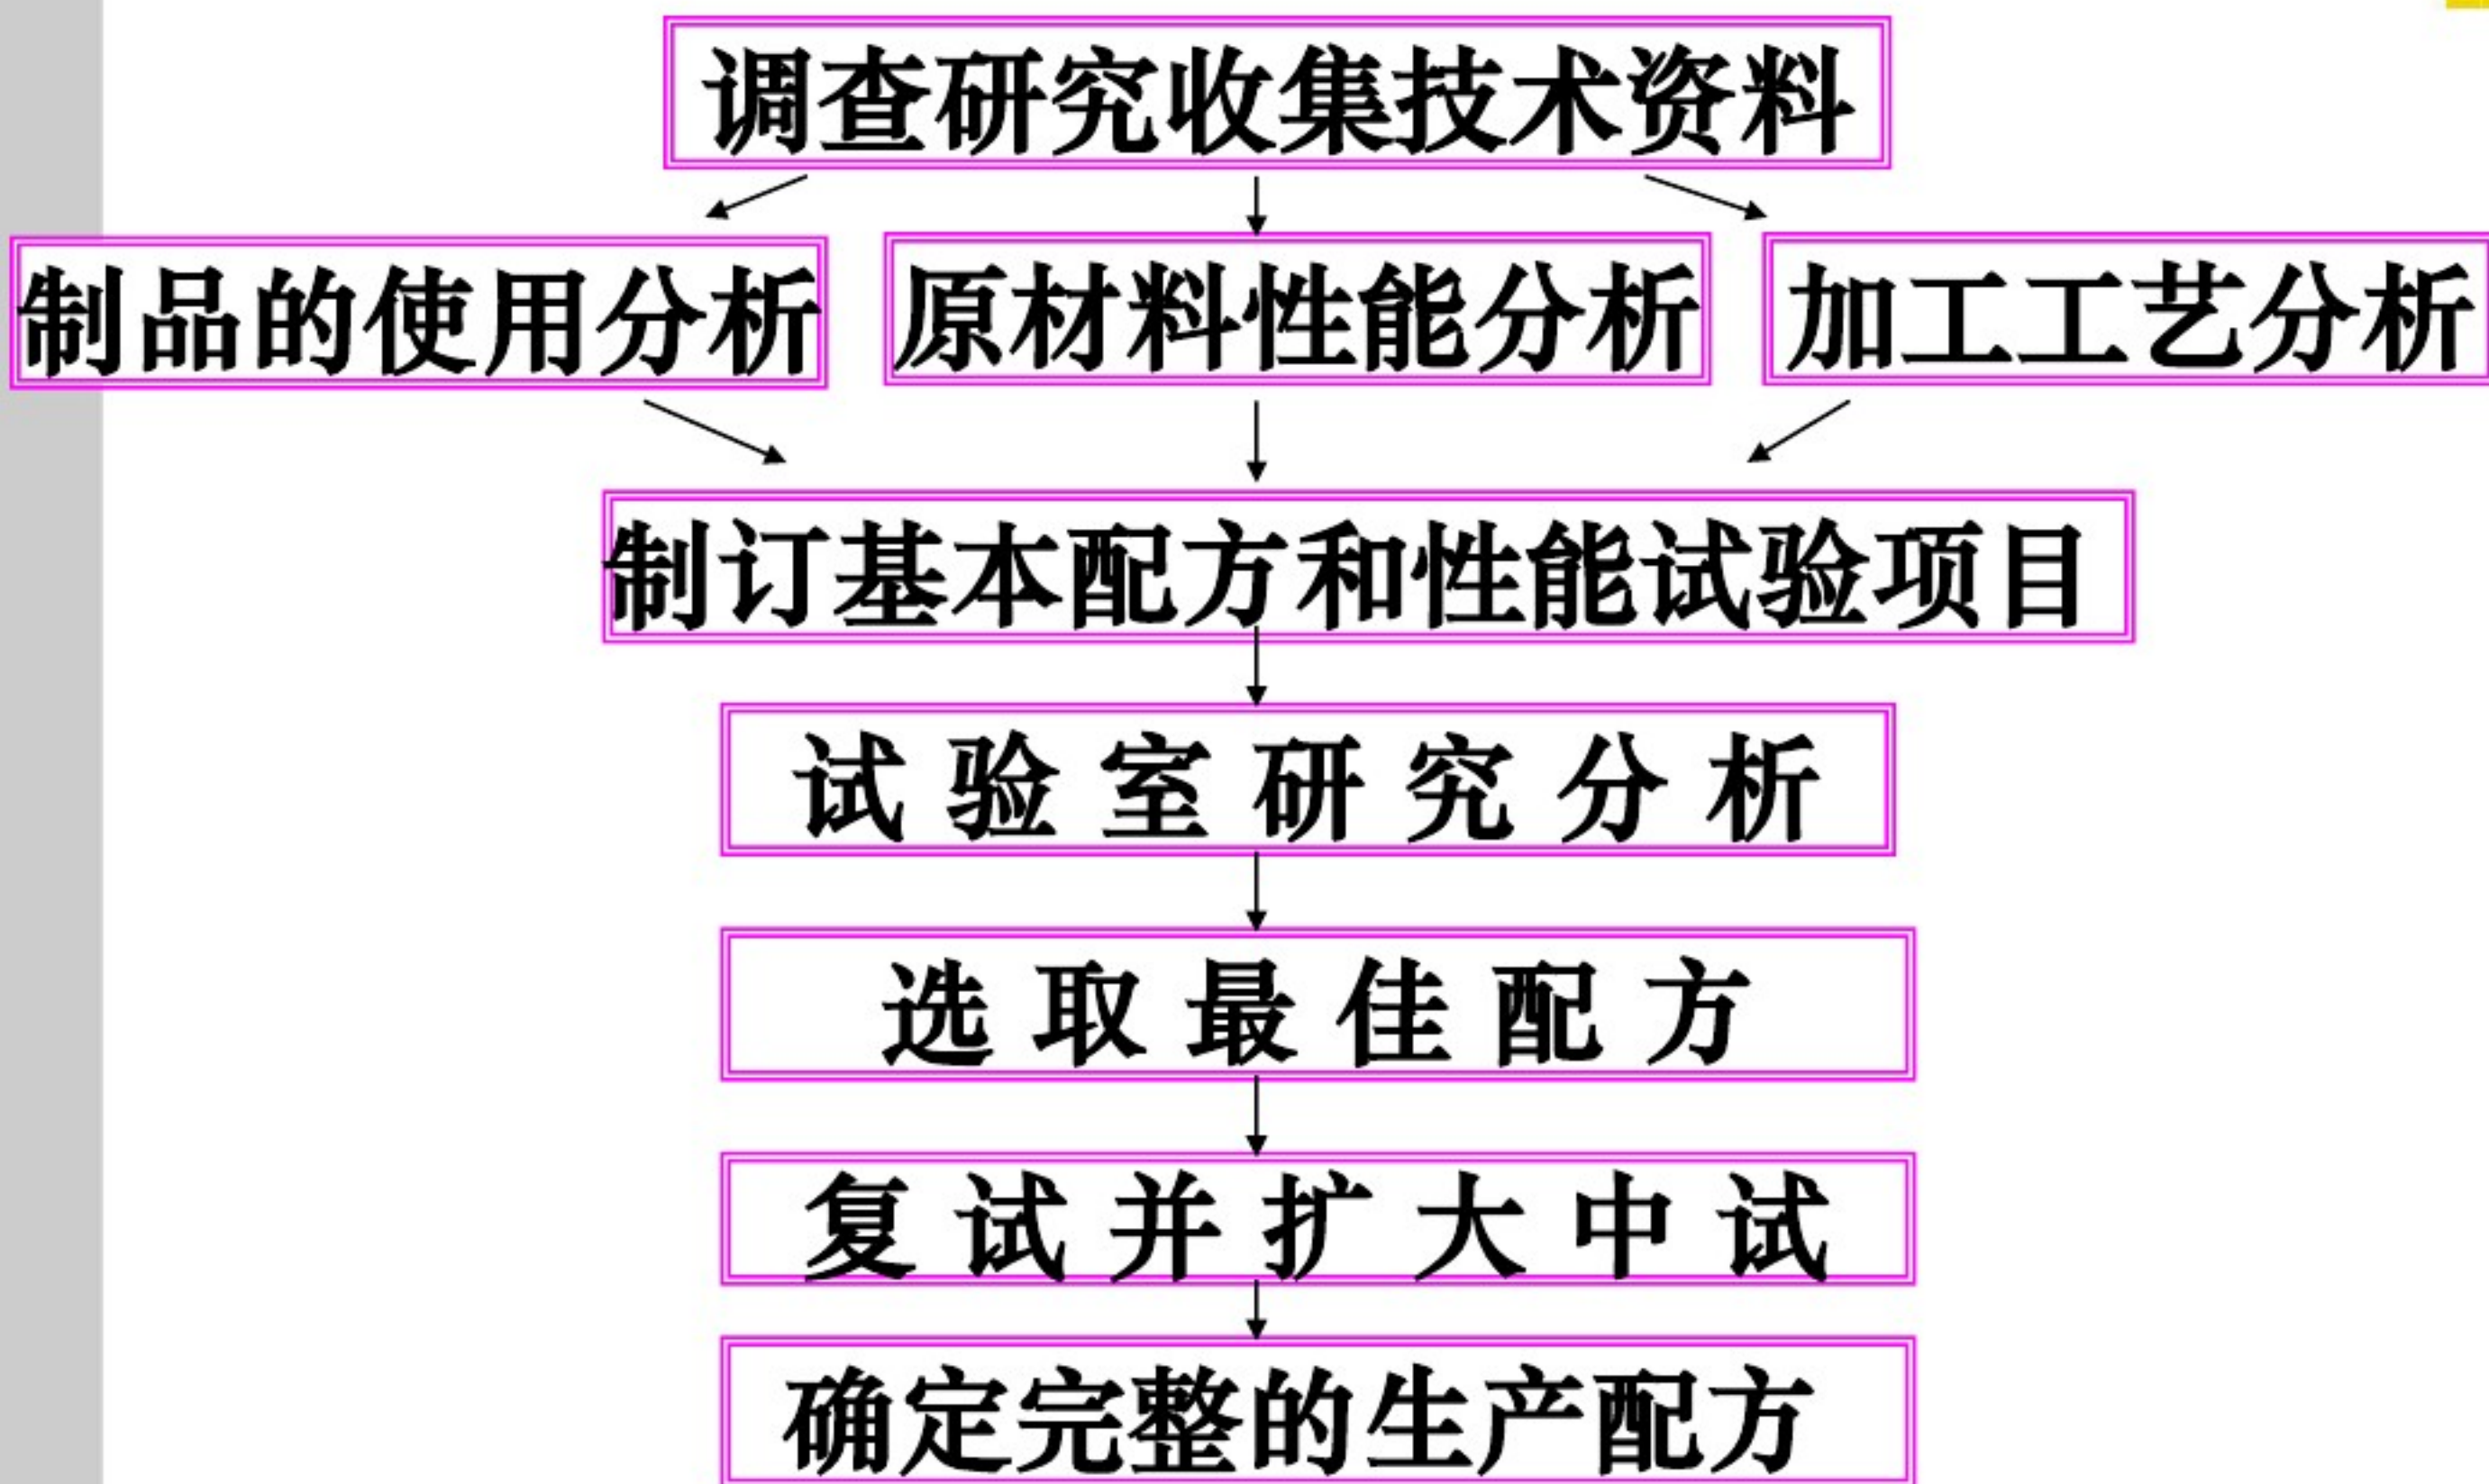 调查研究收集技术资料
制品的使用分析 原材料性能分析 加工工艺分析
制订基本配方和性能试验项目
试验室研究分析
选取最佳配方
复试并扩大中试
确定完整的生产配方